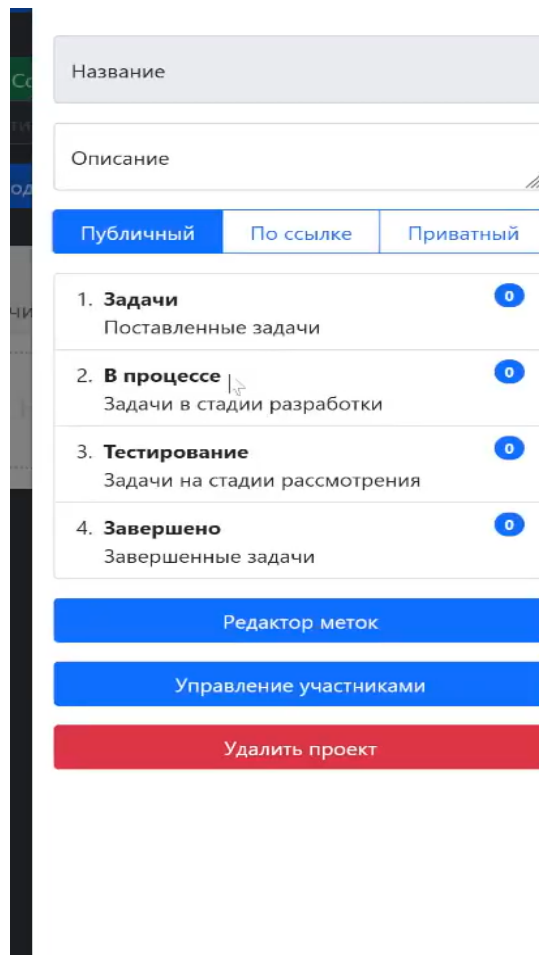 Название
Описание
Публичный По ссылке Приватный
1. Задачи 0
Поставленные задачи
2. В процессе 0
Задачи в стадии разработки
3. Тестирование 0
Задачи на стадии рассмотрения
4. Завершено 0
Завершенные задачи
Редактор меток
Управление участниками
Удалить проект